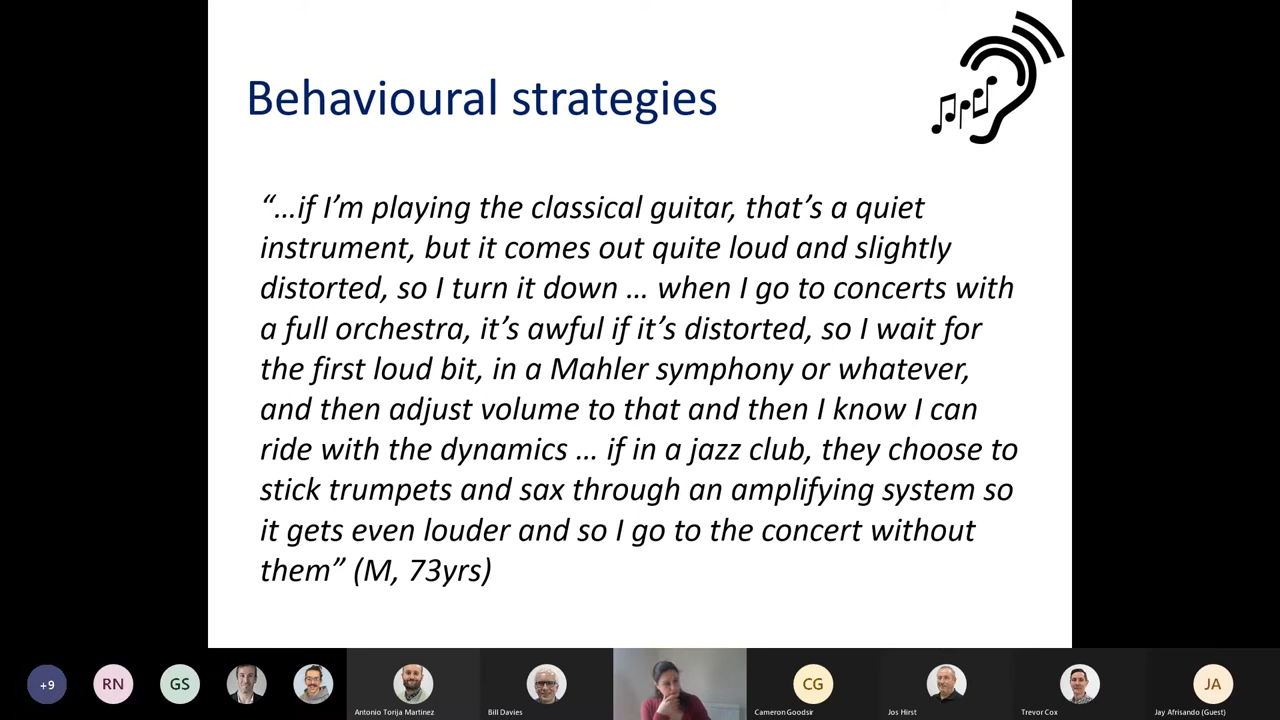 Behavioural strategies
“…if I’m playing the classical guitar, that’s a quiet
instrument, but it comes out quite loud and slightly
distorted, so I turn it down … when I go to concerts with
a full orchestra, it’s awful if it’s distorted, so I wait for
the first loud bit, in a Mahler symphony or whatever,
and then adjust volume to that and then I know I can
ride with the dynamics … if in a jazz club, they choose to
stick trumpets and sax through an amplifying system so
it gets even louder and so I go to the concert without
them” (M, 73yrs)
+9
RN
GS
Antonio Torija Martinez
Bill Davies
CG
Cameron Goodsir
Jos Hirst
Trevor Cox
JA
Jay Afrisando (Guest)